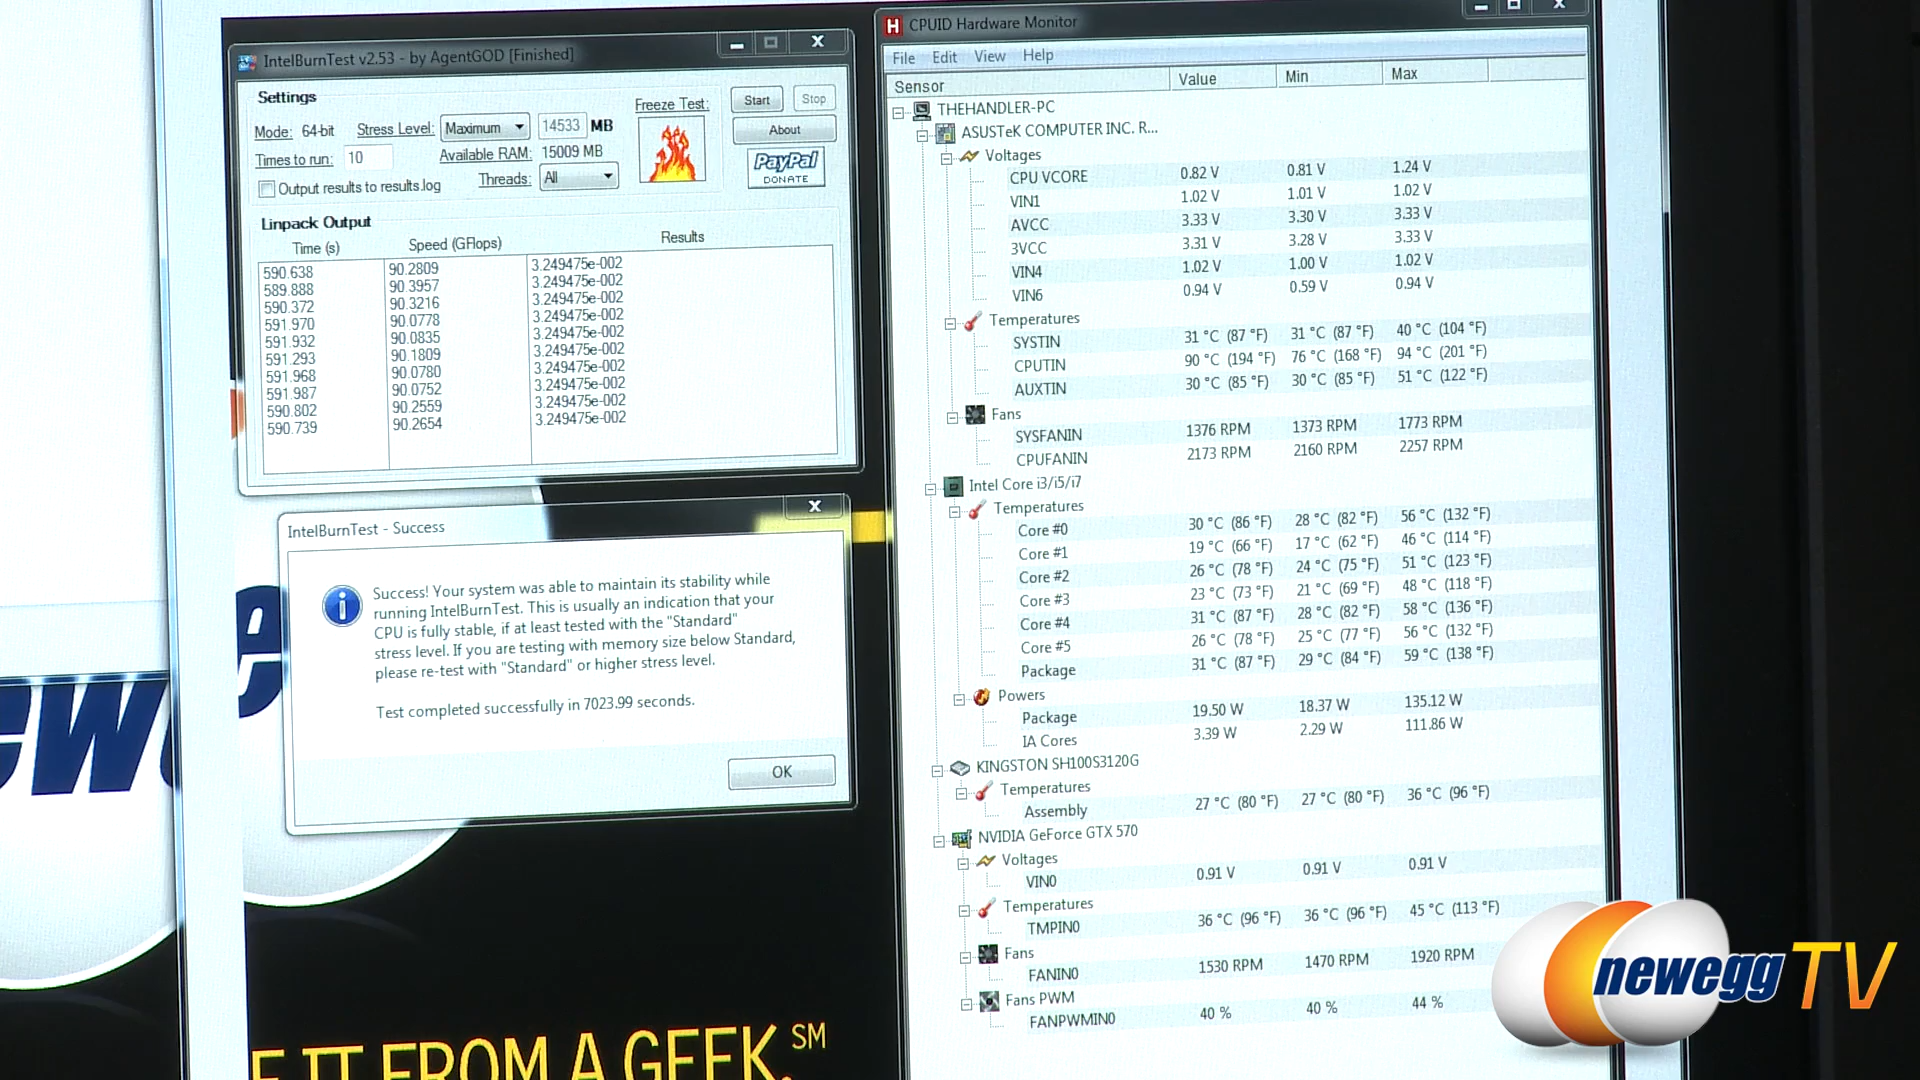 IntelBurnTest v2.53 - by AgentGOD [Finished]
Settings
Mode: 64-bit Stress Level: Maximum 14533 MB
Times to run: 10 Available RAM: 15009 MB
Output results to results.log Threads: All
Freeze Test:
Start Stop
About
PayPal
DONATE
Linpack Output
Time (s) Speed (GFlops) Results
590.638 90.2809 3.249475e-002
589.888 90.3957 3.249475e-002
590.372 90.3216 3.249475e-002
591.970 90.0778 3.249475e-002
591.932 90.0835 3.249475e-002
591.293 90.1809 3.249475e-002
591.968 90.0780 3.249475e-002
591.987 90.0752 3.249475e-002
590.802 90.2559 3.249475e-002
590.739 90.2654 3.249475e-002
IntelBurnTest - Success
Success! Your system was able to maintain its stability while
running IntelBurnTest. This is usually an indication that your
CPU is fully stable, if at least tested with the "Standard"
stress level. If you are testing with memory size below Standard,
please re-test with "Standard" or higher stress level.
Test completed successfully in 7023.99 seconds.
OK
CPUID Hardware Monitor
File Edit View Help
Sensor Value Min Max
THEHANDLER-PC
ASUSTeK COMPUTER INC. R...
Voltages
CPU VCORE 0.82 V 0.81 V 1.24 V
VIN1 1.02 V 1.01 V 1.02 V
AVCC 3.33 V 3.30 V 3.33 V
3VCC 3.31 V 3.28 V 3.33 V
VIN4 1.02 V 1.00 V 1.02 V
VIN6 0.94 V 0.59 V 0.94 V
Temperatures
SYSTIN 31 °C (87 °F) 31 °C (87 °F) 40 °C (104 °F)
CPUTIN 90 °C (194 °F) 76 °C (168 °F) 94 °C (201 °F)
AUXTIN 30 °C (85 °F) 30 °C (85 °F) 51 °C (122 °F)
Fans
SYSFANIN 1376 RPM 1373 RPM 1773 RPM
CPUFANIN 2173 RPM 2160 RPM 2257 RPM
Intel Core i3/i5/i7
Temperatures
Core #0 30 °C (86 °F) 28 °C (82 °F) 56 °C (132 °F)
Core #1 19 °C (66 °F) 17 °C (62 °F) 46 °C (114 °F)
Core #2 26 °C (78 °F) 24 °C (75 °F) 51 °C (123 °F)
Core #3 23 °C (73 °F) 21 °C (69 °F) 48 °C (118 °F)
Core #4 31 °C (87 °F) 28 °C (82 °F) 58 °C (136 °F)
Core #5 26 °C (78 °F) 25 °C (77 °F) 56 °C (132 °F)
Package 31 °C (87 °F) 29 °C (84 °F) 59 °C (138 °F)
Powers
Package 19.50 W 18.37 W 135.12 W
IA Cores 3.39 W 2.29 W 111.86 W
KINGSTON SH100S3120G
Temperatures
Assembly 27 °C (80 °F) 27 °C (80 °F) 36 °C (96 °F)
NVIDIA GeForce GTX 570
Voltages
VIN0 0.91 V 0.91 V 0.91 V
Temperatures
TMPIN0 36 °C (96 °F) 36 °C (96 °F) 45 °C (113 °F)
Fans
FANIN0 1530 RPM 1470 RPM 1920 RPM
Fans PWM
FANPWMIN0 40 % 40 % 44 %
IT FROM A GEEK.SM
newegg TV